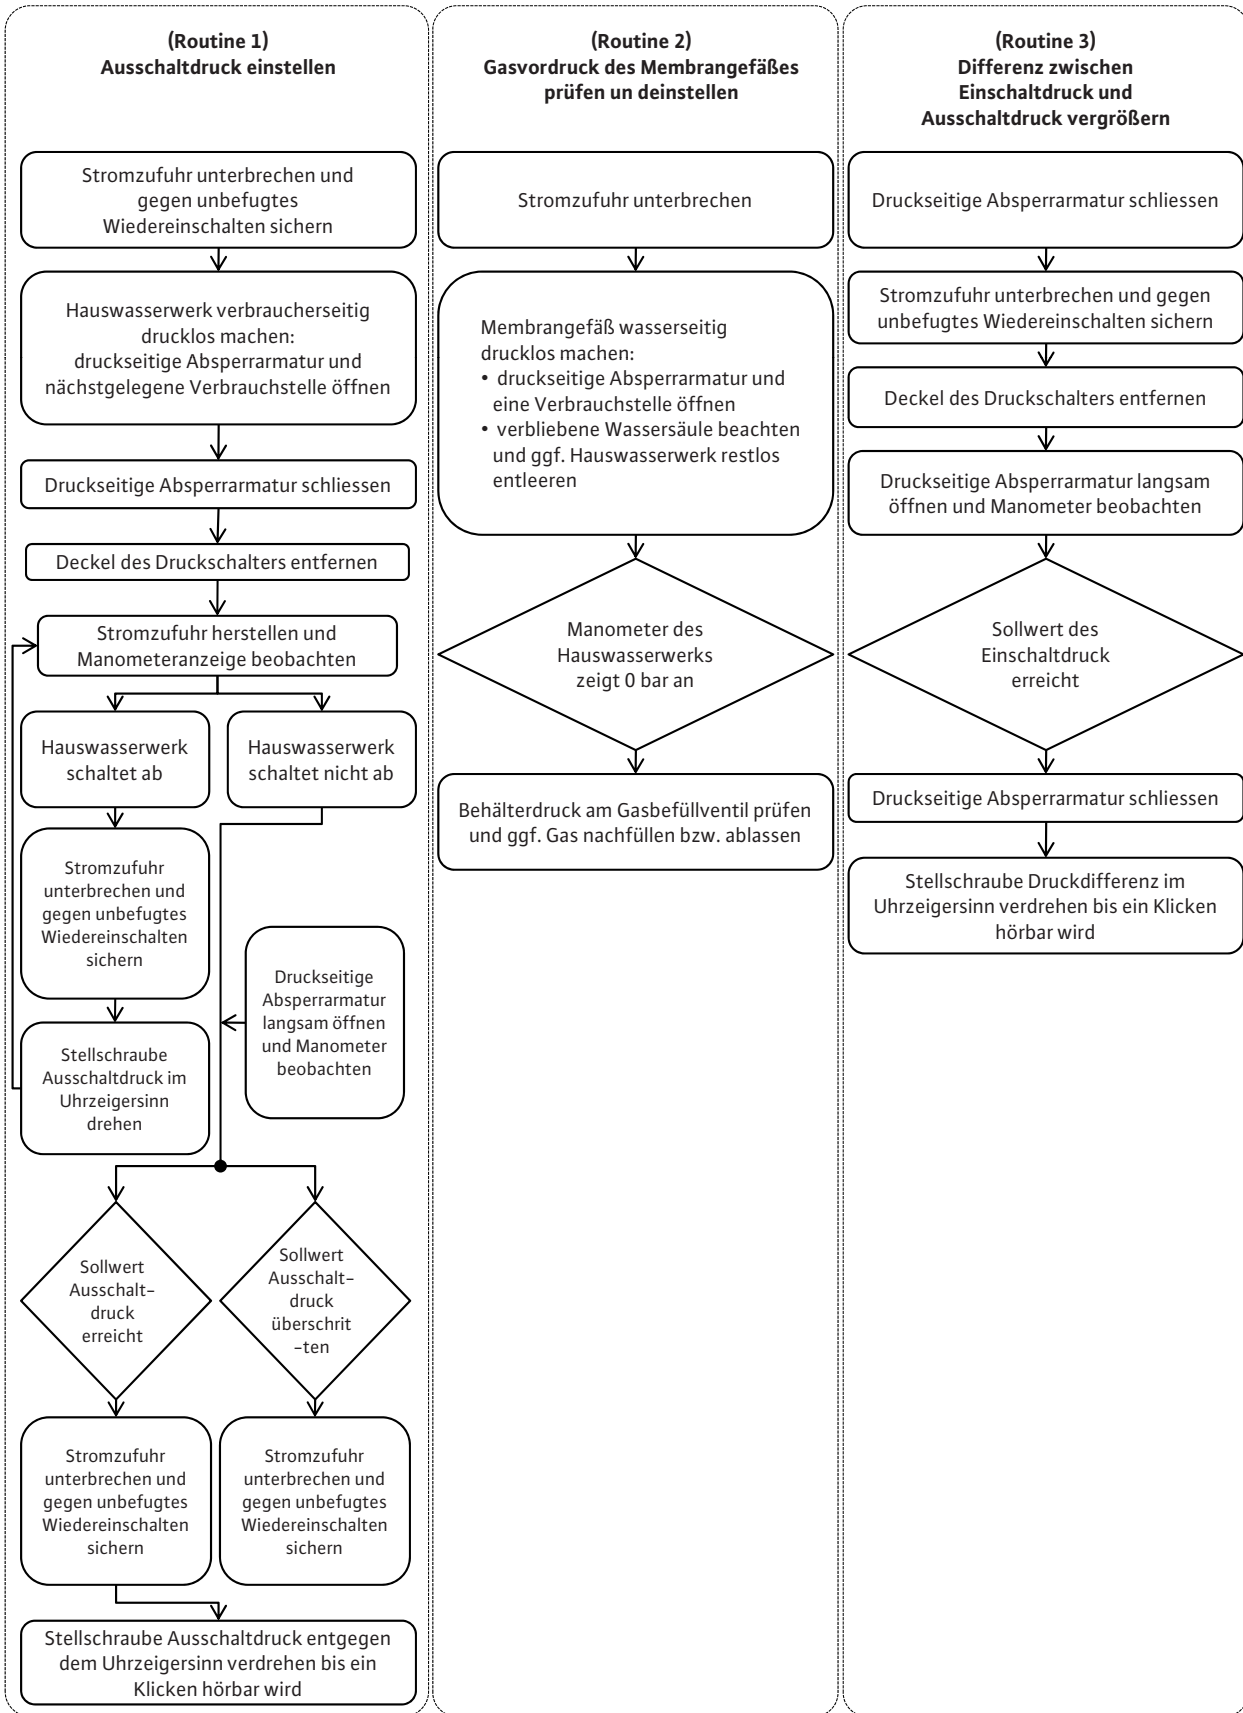 (Routine 1)
Ausschaltdruck einstellen
Stromzufuhr unterbrechen und
gegen unbefugtes
Wiedereinschalten sichern
Hauswasserwerk verbraucherseitig
drucklos machen:
druckseitige Absperrarmatur und
nächstgelegene Verbrauchstelle öffnen
Druckseitige Absperrarmatur schliessen
Deckel des Druckschalters entfernen
Stromzufuhr herstellen und
Manometeranzeige beobachten
Hauswasserwerk
schaltet ab
Hauswasserwerk
schaltet nicht ab
Stromzufuhr
unterbrechen und
gegen unbefugtes
Wiedereinschalten
sichern
Druckseitige
Absperrarmatur
langsam öffnen
und Manometer
beobachten
Stellschraube
Ausschaltdruck im
Uhrzeigersinn
drehen
Sollwert
Ausschalt-
druck
erreicht
Sollwert
Ausschalt-
druck
überschrit
-ten
Stromzufuhr
unterbrechen und
gegen unbefugtes
Wiedereinschalten
sichern
Stromzufuhr
unterbrechen und
gegen unbefugtes
Wiedereinschalten
sichern
Stellschraube Ausschaltdruck entgegen
dem Uhrzeigersinn verdrehen bis ein
Klicken hörbar wird
(Routine 2)
Gasvordruck des Membrangefäßes
prüfen un deinstellen
Stromzufuhr unterbrechen
Membrangefäß wasserseitig
drucklos machen:
• druckseitige Absperrarmatur und
eine Verbrauchstelle öffnen
• verbliebene Wassersäule beachten
und ggf. Hauswasserwerk restlos
entleeren
Manometer des
Hauswasserwerks
zeigt 0 bar an
Behälterdruck am Gasbefüllventil prüfen
und ggf. Gas nachfüllen bzw. ablassen
(Routine 3)
Differenz zwischen
Einschaltdruck und
Ausschaltdruck vergrößern
Druckseitige Absperrarmatur schliessen
Stromzufuhr unterbrechen und gegen
unbefugtes Wiedereinschalten sichern
Deckel des Druckschalters entfernen
Druckseitige Absperrarmatur langsam
öffnen und Manometer beobachten
Sollwert des
Einschaltdruck
erreicht
Druckseitige Absperrarmatur schliessen
Stellschraube Druckdifferenz im
Uhrzeigersinn verdrehen bis ein Klicken
hörbar wird